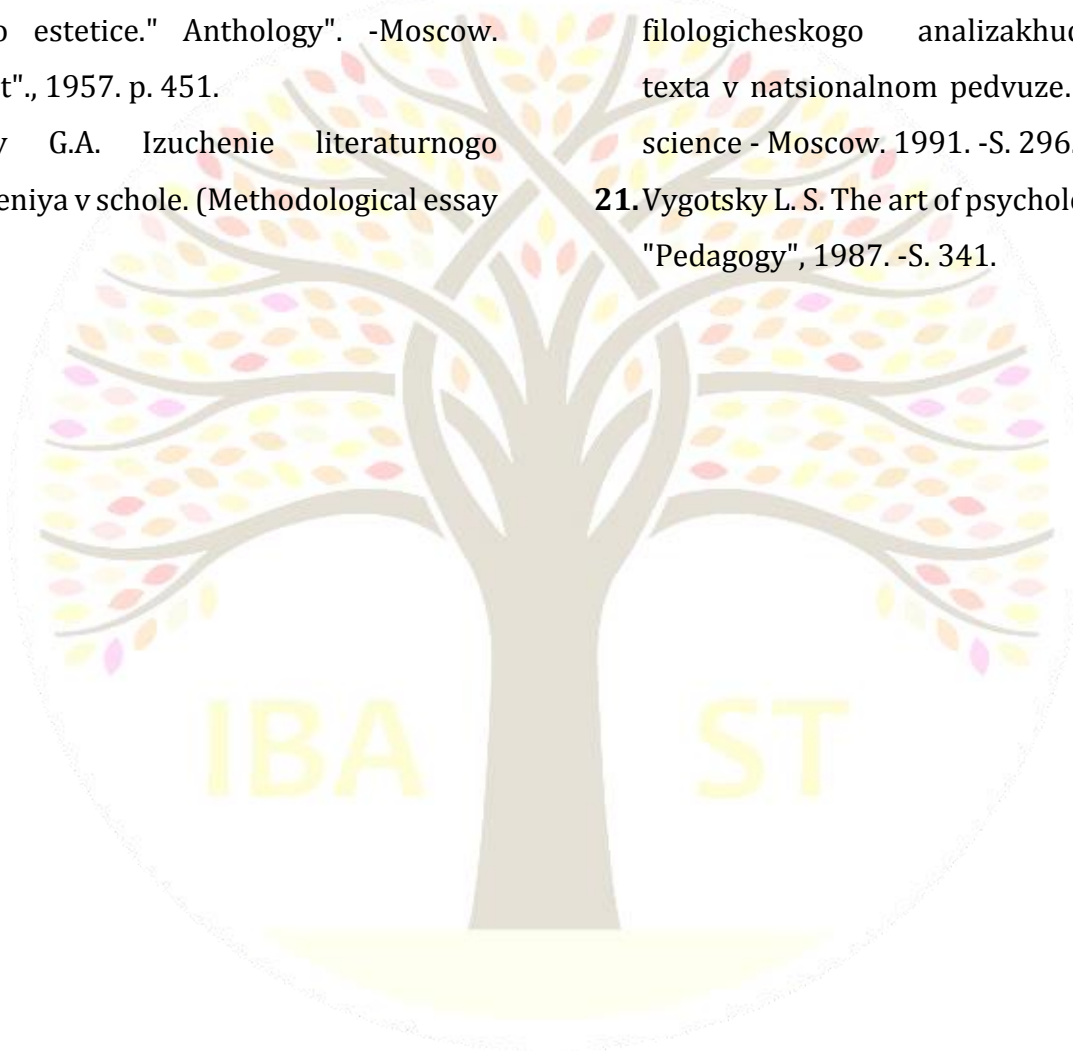 o estetice." Anthology". -Moscow.
t"., 1957. p. 451.
y G.A. Izuchenie literaturnogo
eniya v schole. (Methodological essay
filologicheskogo analizakhud
texta v natsionalnom pedvuze.
science - Moscow. 1991. -S. 296.
21. Vygotsky L. S. The art of psychol
"Pedagogy", 1987. -S. 341.
IBA ST